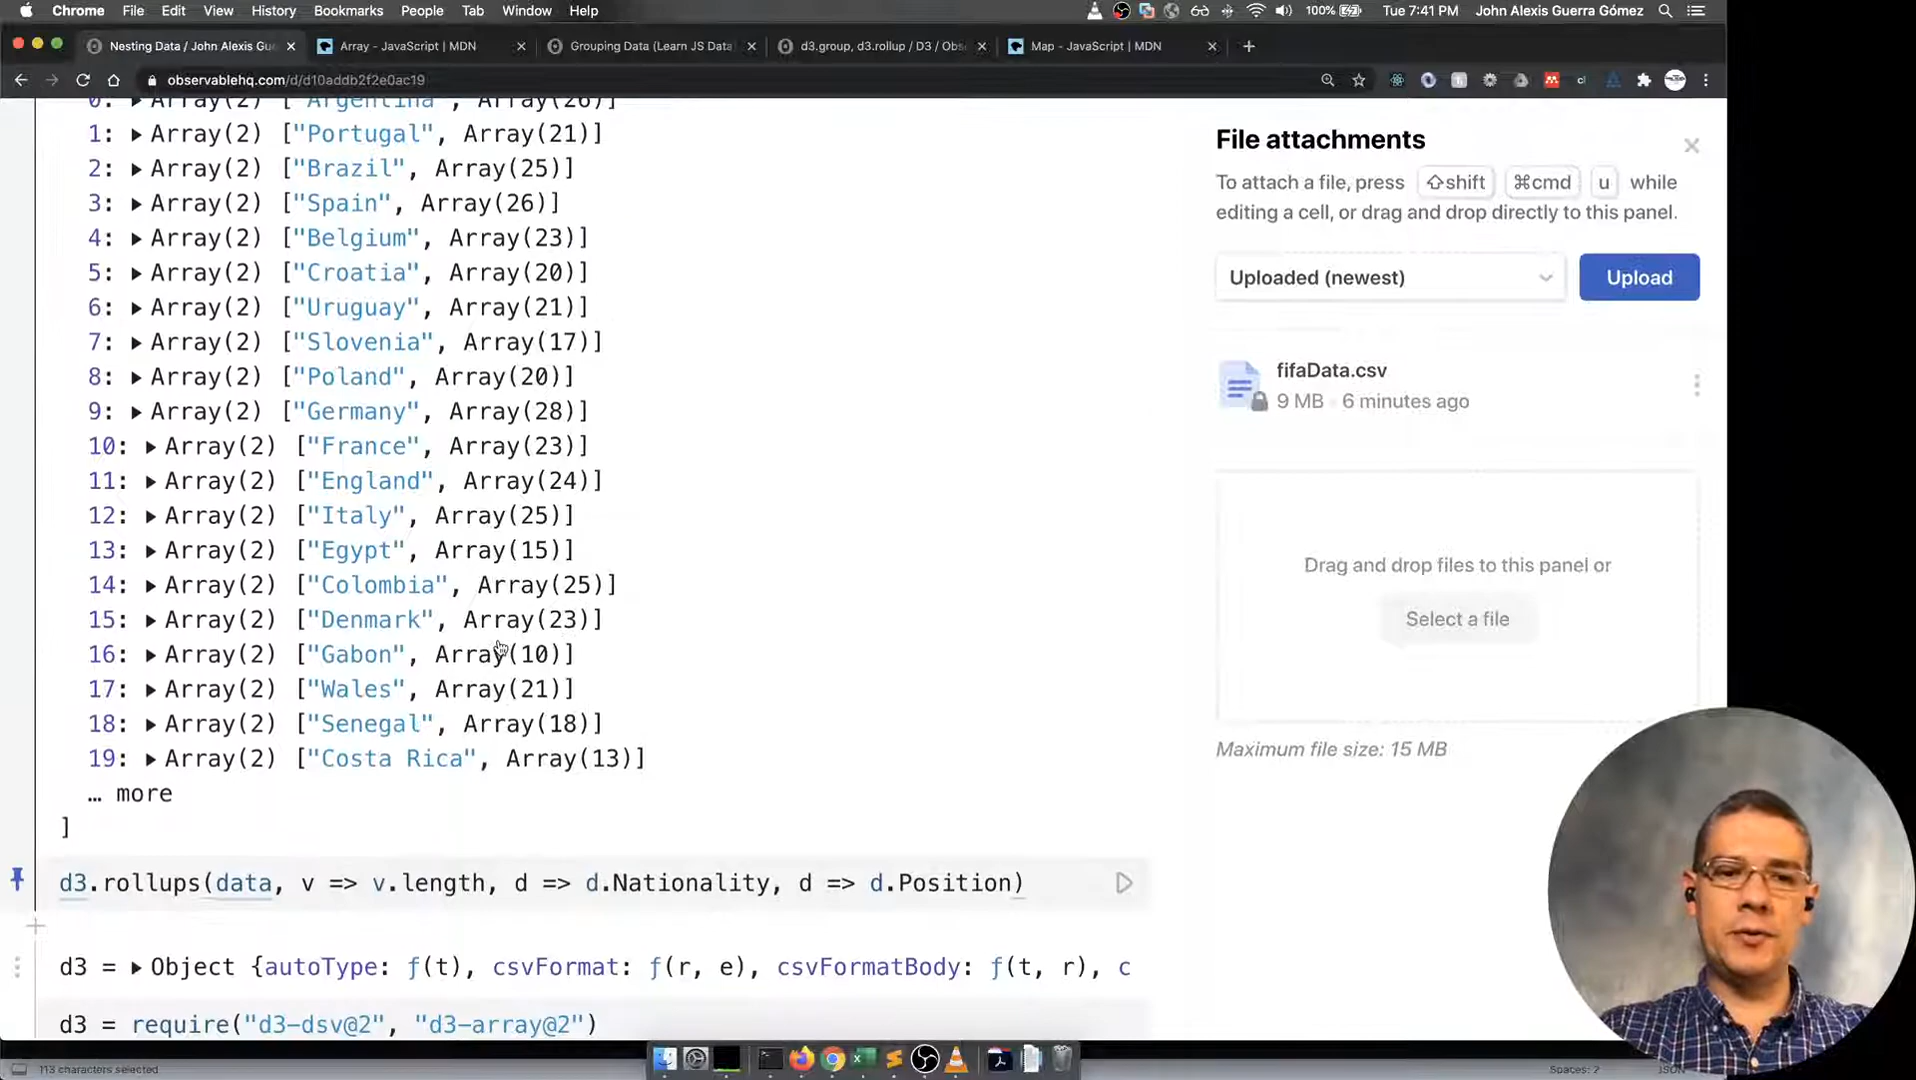 Chrome File Edit View History Bookmarks People Tab Window Help 100% Tue 7:41 PM John Alexis Guerra Gómez
Nesting Data / John Alexis Gu
Array - JavaScript | MDN
Grouping Data (Learn JS Data
d3.group, d3.rollup / D3 / Obs
Map - JavaScript | MDN
observablehq.com/d/d10addb2f2e0ac19
0: ▸ Array(2) ["Argentina", Array(26)]
1: ▸ Array(2) ["Portugal", Array(21)]
2: ▸ Array(2) ["Brazil", Array(25)]
3: ▸ Array(2) ["Spain", Array(26)]
4: ▸ Array(2) ["Belgium", Array(23)]
5: ▸ Array(2) ["Croatia", Array(20)]
6: ▸ Array(2) ["Uruguay", Array(21)]
7: ▸ Array(2) ["Slovenia", Array(17)]
8: ▸ Array(2) ["Poland", Array(20)]
9: ▸ Array(2) ["Germany", Array(28)]
10: ▸ Array(2) ["France", Array(23)]
11: ▸ Array(2) ["England", Array(24)]
12: ▸ Array(2) ["Italy", Array(25)]
13: ▸ Array(2) ["Egypt", Array(15)]
14: ▸ Array(2) ["Colombia", Array(25)]
15: ▸ Array(2) ["Denmark", Array(23)]
16: ▸ Array(2) ["Gabon", Array(10)]
17: ▸ Array(2) ["Wales", Array(21)]
18: ▸ Array(2) ["Senegal", Array(18)]
19: ▸ Array(2) ["Costa Rica", Array(13)]
… more
]
d3.rollups(data, v => v.length, d => d.Nationality, d => d.Position)
d3 = ▸ Object {autoType: ƒ(t), csvFormat: ƒ(r, e), csvFormatBody: ƒ(t, r), c
d3 = require("d3-dsv@2", "d3-array@2")
File attachments
To attach a file, press ⇧shift ⌘cmd u while
editing a cell, or drag and drop directly to this panel.
Uploaded (newest)
Upload
fifaData.csv
9 MB · 6 minutes ago
Drag and drop files to this panel or
Select a file
Maximum file size: 15 MB
113 characters selected
Spaces: 2
JSON